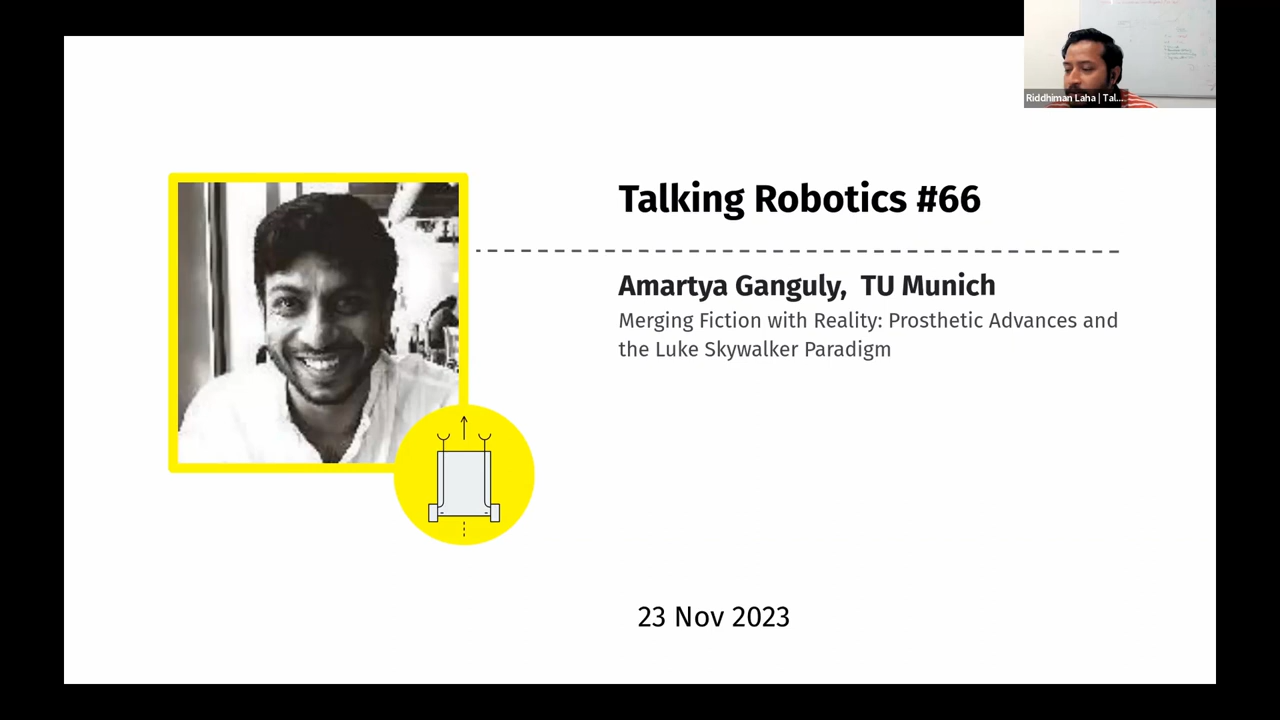 Riddhiman Laha | Tal...
Talking Robotics #66
Amartya Ganguly, TU Munich
Merging Fiction with Reality: Prosthetic Advances and
the Luke Skywalker Paradigm
23 Nov 2023